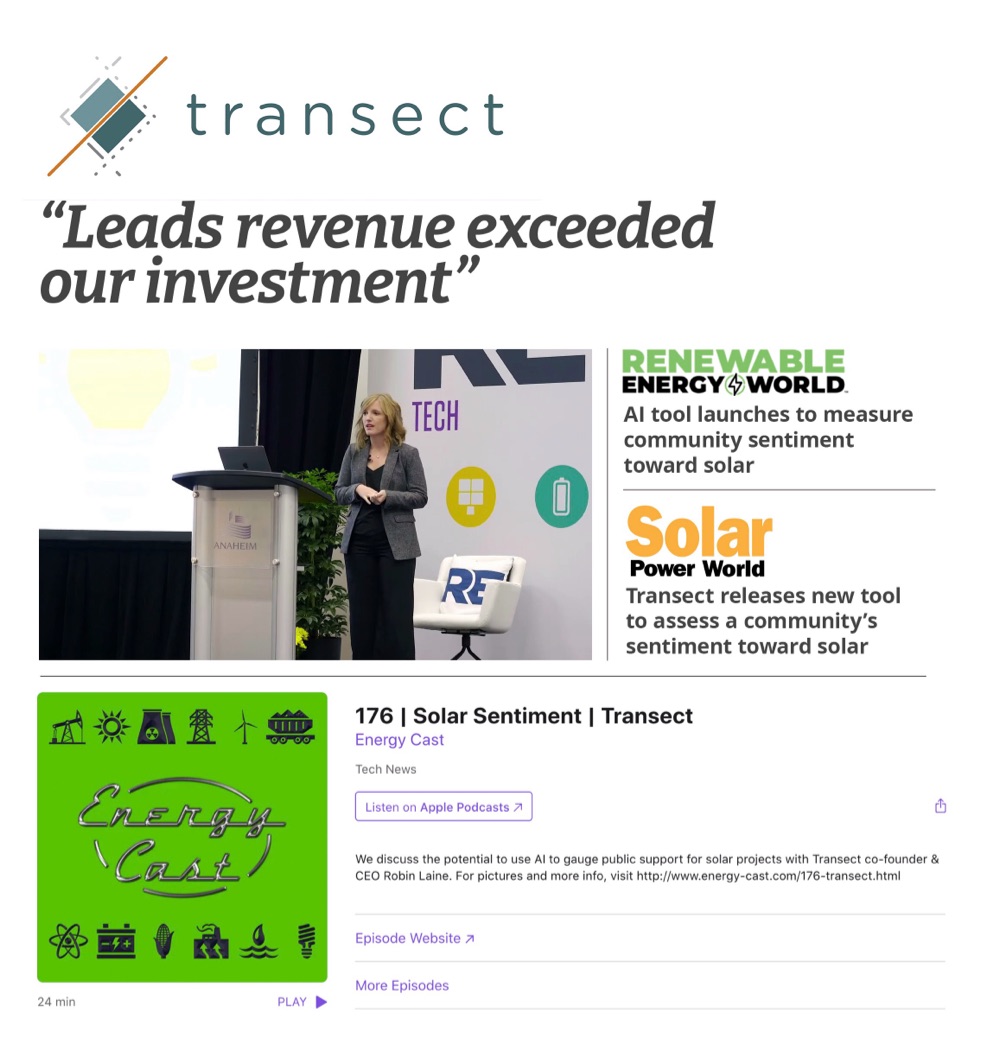 transect
“Leads revenue exceeded
our investment”
RE
TECH
ANAHEIM
RE
RENEWABLE
ENERGY WORLD
AI tool launches to measure
community sentiment
toward solar
Solar
Power World
Transect releases new tool
to assess a community’s
sentiment toward solar
Energy
Cast
24 min
PLAY
176 | Solar Sentiment | Transect
Energy Cast
Tech News
Listen on Apple Podcasts ↗
We discuss the potential to use AI to gauge public support for solar projects with Transect co-founder &
CEO Robin Laine. For pictures and more info, visit http://www.energy-cast.com/176-transect.html
Episode Website ↗
More Episodes